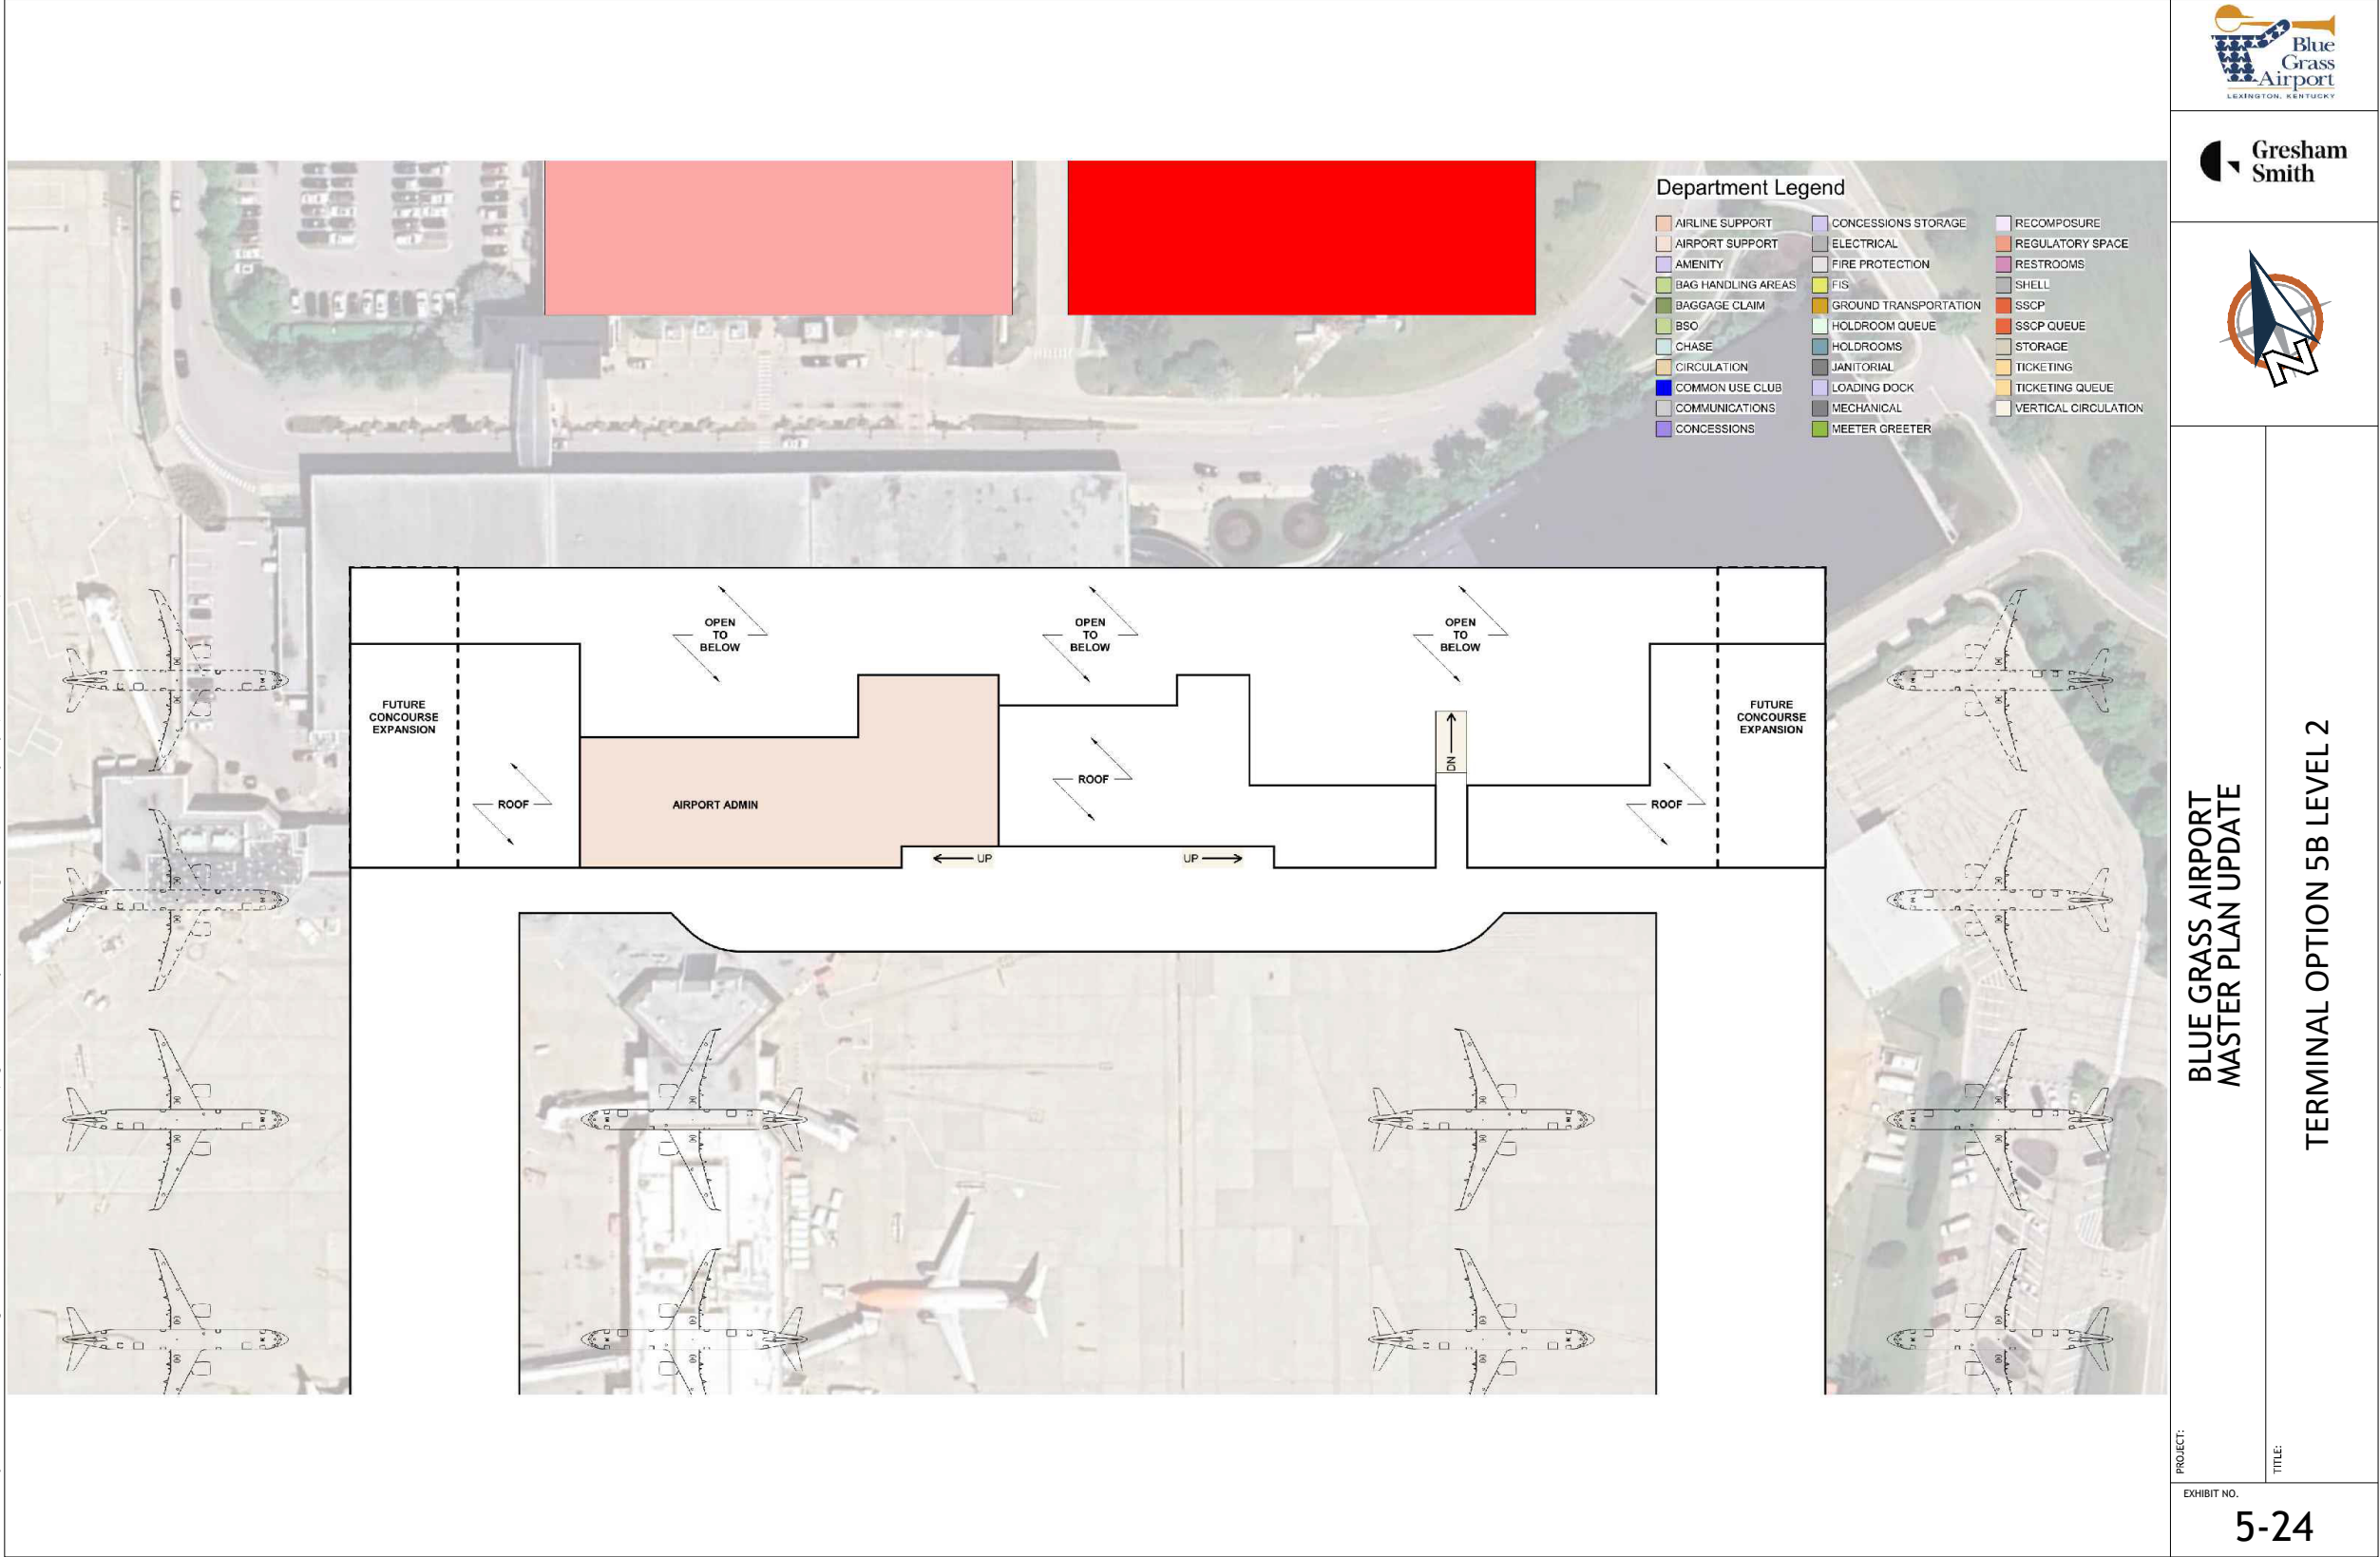 Blue
Grass
Airport
LEXINGTON, KENTUCKY
Gresham
Smith
N
Department Legend
AIRLINE SUPPORT
AIRPORT SUPPORT
AMENITY
BAG HANDLING AREAS
BAGGAGE CLAIM
BSO
CHASE
CIRCULATION
COMMON USE CLUB
COMMUNICATIONS
CONCESSIONS
CONCESSIONS STORAGE
ELECTRICAL
FIRE PROTECTION
FIS
GROUND TRANSPORTATION
HOLDROOM QUEUE
HOLDROOMS
JANITORIAL
LOADING DOCK
MECHANICAL
MEETER GREETER
RECOMPOSURE
REGULATORY SPACE
RESTROOMS
SHELL
SSCP
SSCP QUEUE
STORAGE
TICKETING
TICKETING QUEUE
VERTICAL CIRCULATION
OPEN
TO
BELOW
OPEN
TO
BELOW
OPEN
TO
BELOW
FUTURE
CONCOURSE
EXPANSION
FUTURE
CONCOURSE
EXPANSION
DN
ROOF
AIRPORT ADMIN
ROOF
ROOF
UP
UP
PROJECT:
BLUE GRASS AIRPORT
MASTER PLAN UPDATE
TITLE:
TERMINAL OPTION 5B LEVEL 2
EXHIBIT NO.
5-24